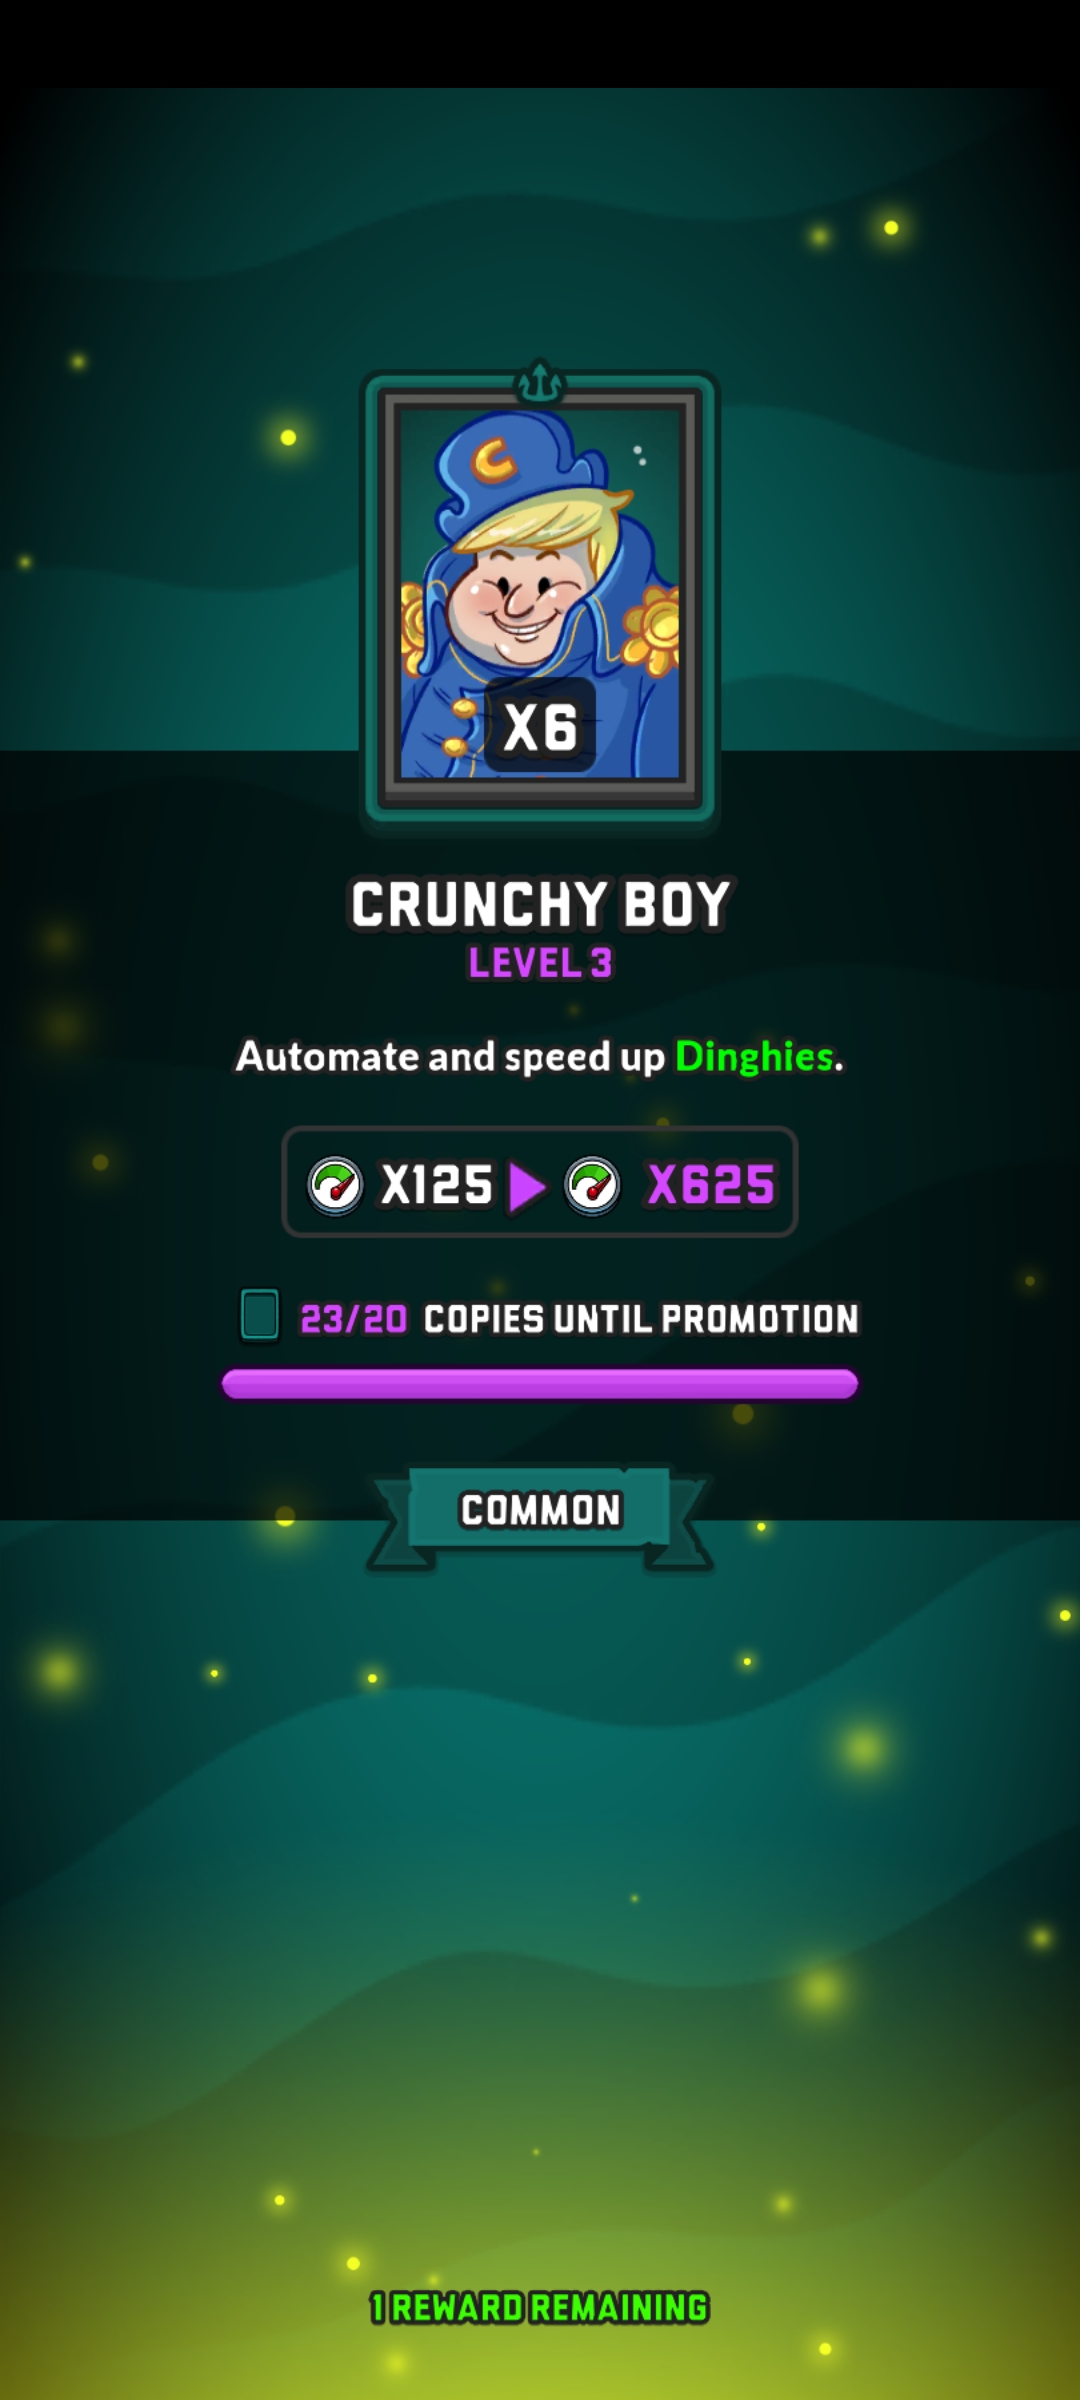 C
X6
CRUNCHY BOY
LEVEL 3
Automate and speed up Dinghies.
X125 X625
23/20 COPIES UNTIL PROMOTION
COMMON
1 REWARD REMAINING